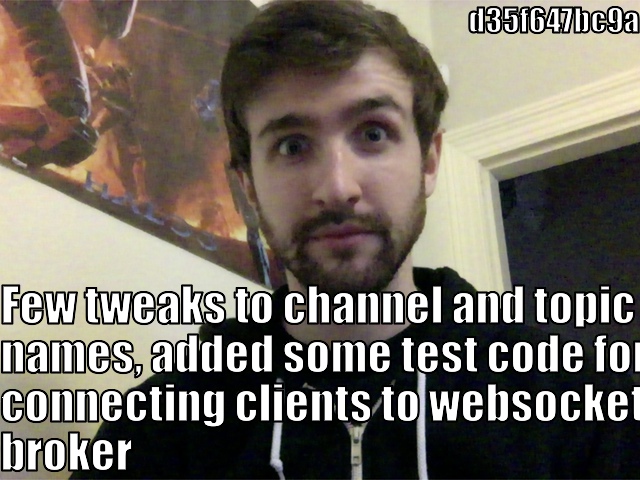 d35f647bc9a
Few tweaks to channel and topic
names, added some test code for
connecting clients to websocket
broker